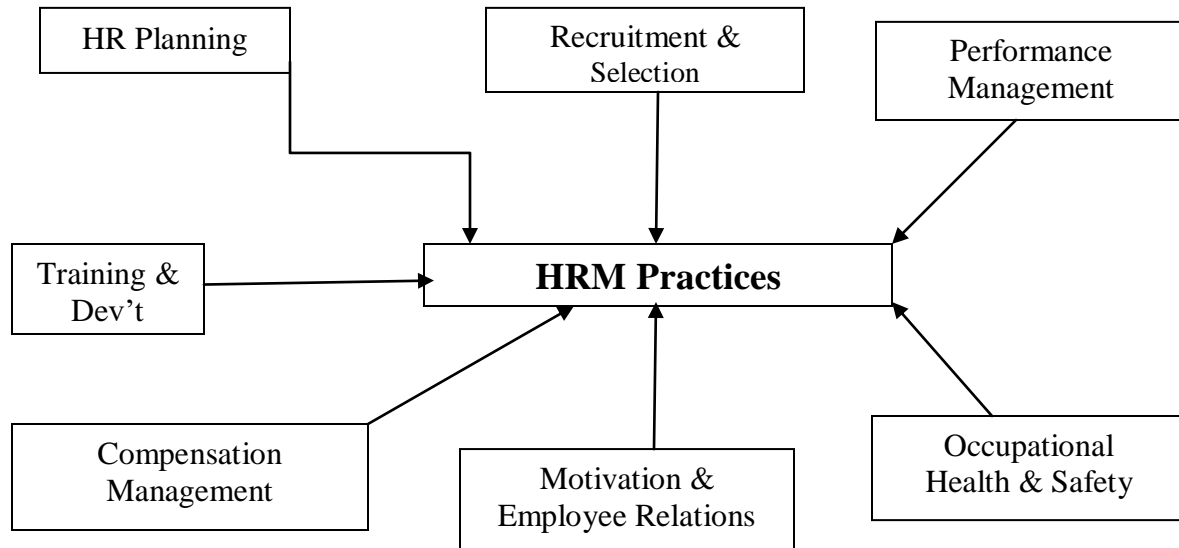 HR Planning
Recruitment &
Selection
Performance
Management
Training &
Dev’t
HRM Practices
Compensation
Management
Motivation &
Employee Relations
Occupational
Health & Safety